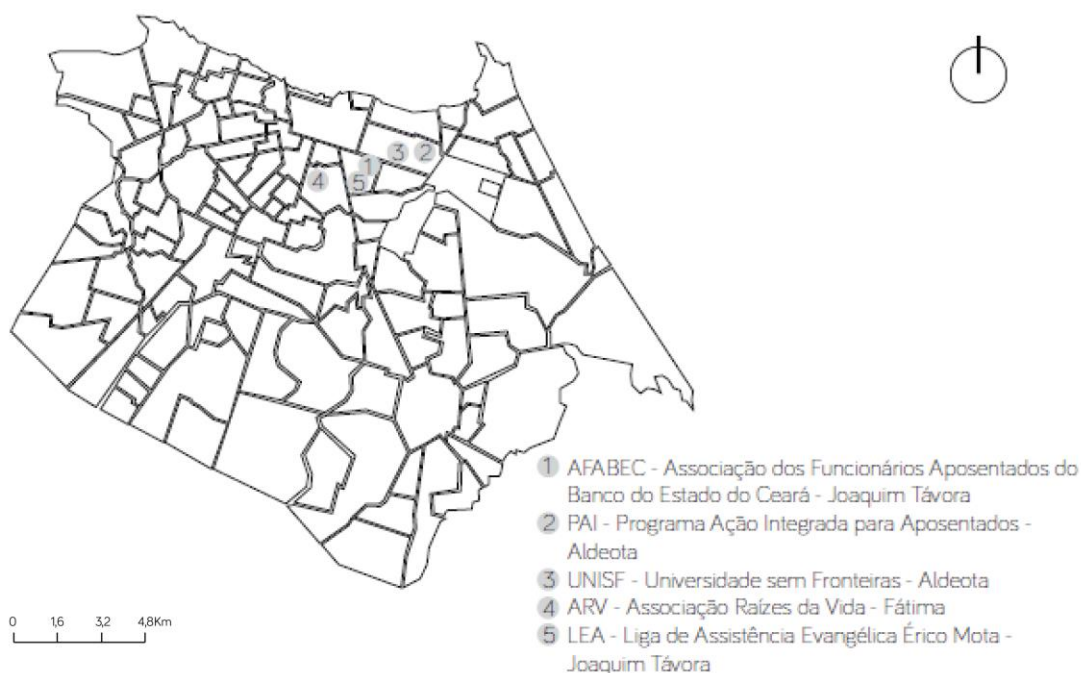 3 2
1
4 5
1 AFABEC - Associação dos Funcionários Aposentados do
Banco do Estado do Ceará - Joaquim Távora
2 PAI - Programa Ação Integrada para Aposentados -
Aldeota
3 UNISF - Universidade sem Fronteiras - Aldeota
4 ARV - Associação Raízes da Vida - Fátima
5 LEA - Liga de Assistência Evangélica Érico Mota -
Joaquim Távora
0 1,6 3,2 4,8Km